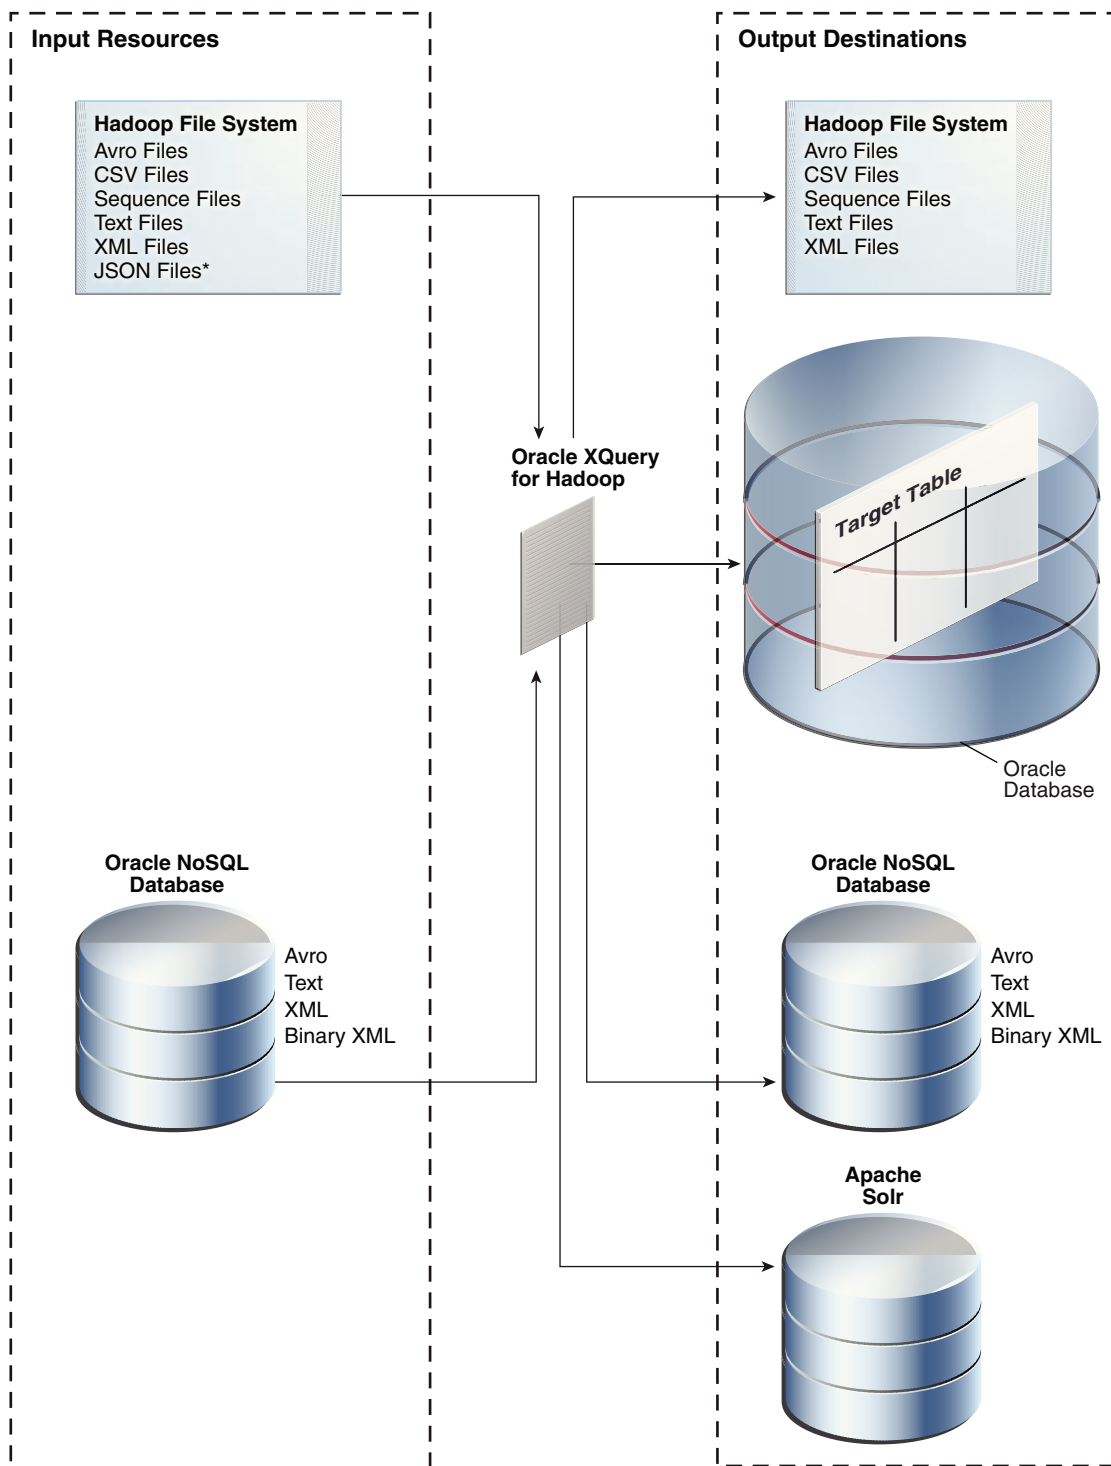 Input Resources
Hadoop File System
Avro Files
CSV Files
Sequence Files
Text Files
XML Files
JSON Files*
Oracle NoSQL
Database
Avro
Text
XML
Binary XML
Oracle XQuery
for Hadoop
Output Destinations
Hadoop File System
Avro Files
CSV Files
Sequence Files
Text Files
XML Files
Target Table
Oracle
Database
Oracle NoSQL
Database
Avro
Text
XML
Binary XML
Apache
Solr